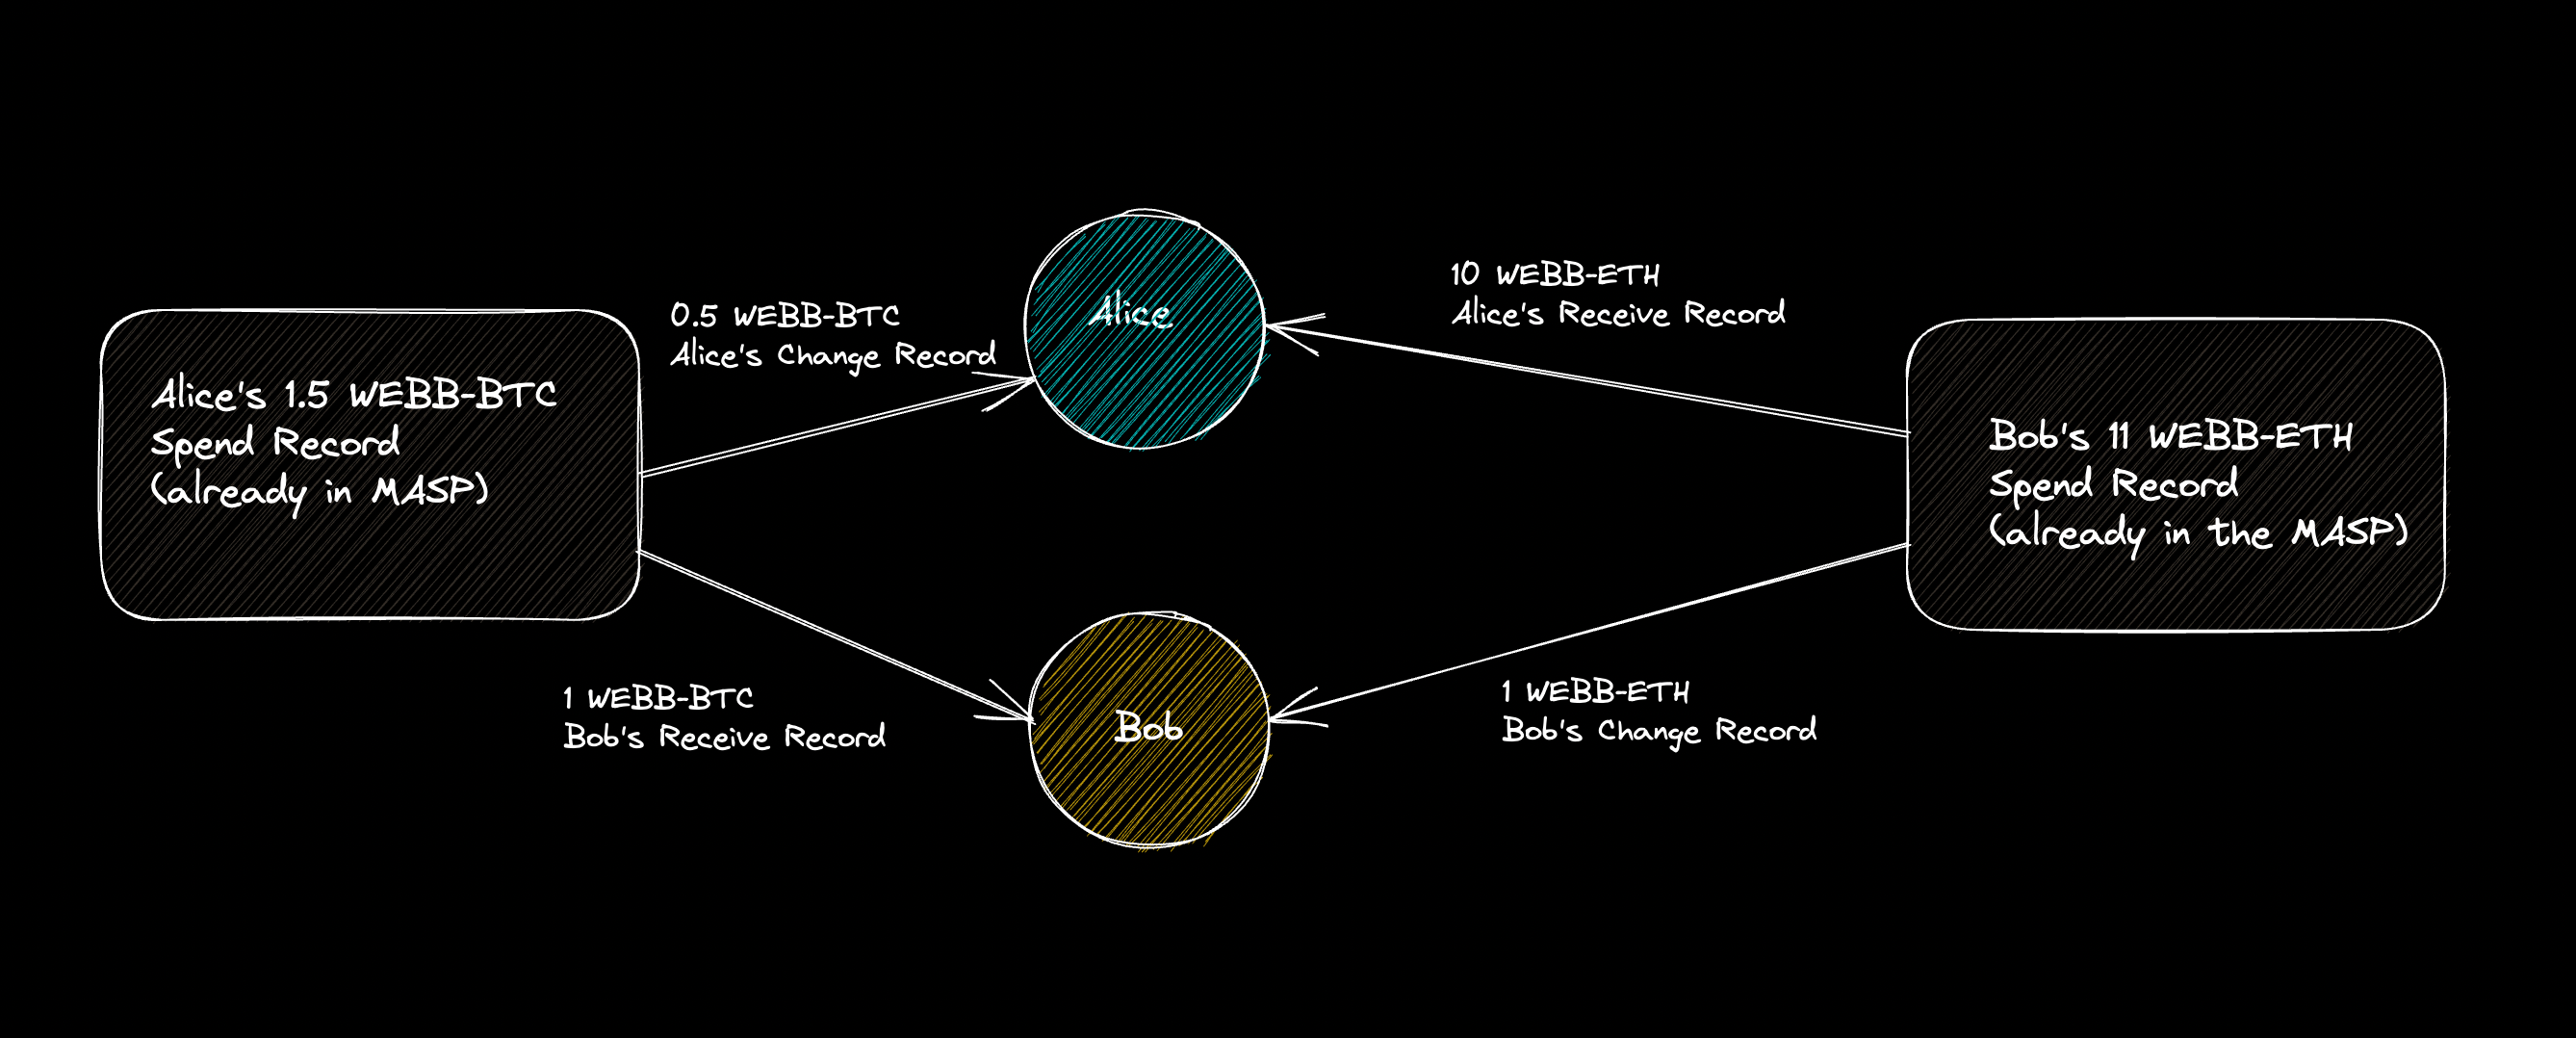 Alice's 1.5 WEBB-BTC
Spend Record
(already in MASP)
0.5 WEBB-BTC
Alice's Change Record
Alice
10 WEBB-ETH
Alice's Receive Record
Bob's 11 WEBB-ETH
Spend Record
(already in the MASP)
1 WEBB-BTC
Bob's Receive Record
Bob
1 WEBB-ETH
Bob's Change Record